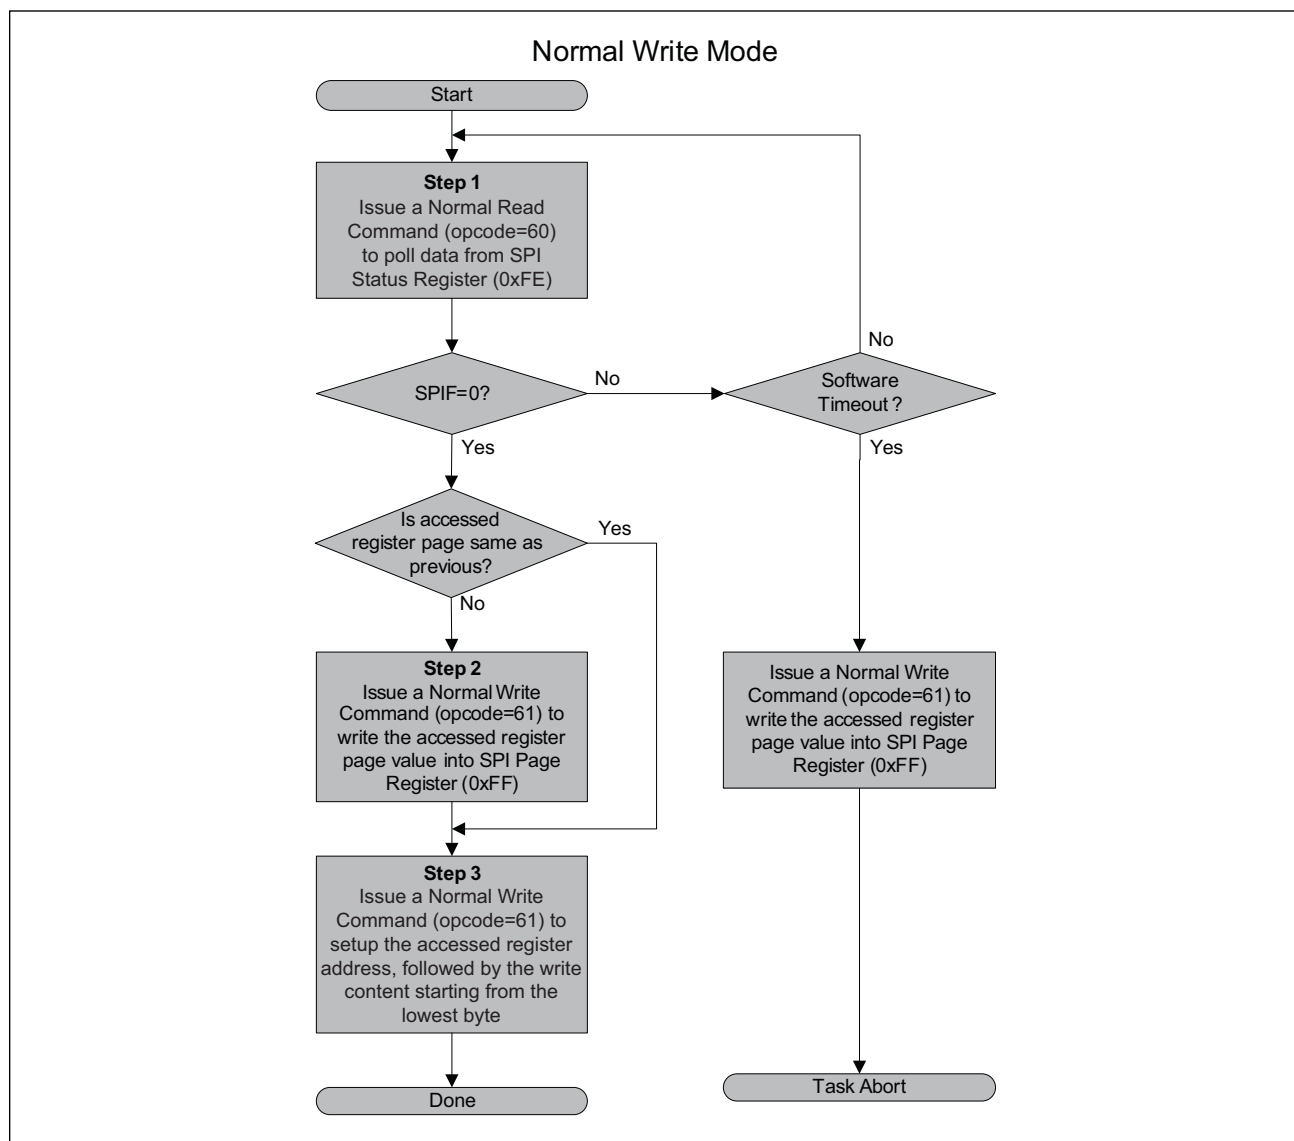 Normal Write Mode
Start
Step 1
Issue a Normal Read
Command (opcode=60)
to poll data from SPI
Status Register (0xFE)
SPIF=0?
No
Software
Timeout ?
No
Yes
Yes
Is accessed
register page same as
previous?
Yes
No
Step 2
Issue a Normal Write
Command (opcode=61) to
write the accessed register
page value into SPI Page
Register (0xFF)
Issue a Normal Write
Command (opcode=61) to
write the accessed register
page value into SPI Page
Register (0xFF)
Step 3
Issue a Normal Write
Command (opcode=61) to
setup the accessed register
address, followed by the write
content starting from the
lowest byte
Done
Task Abort